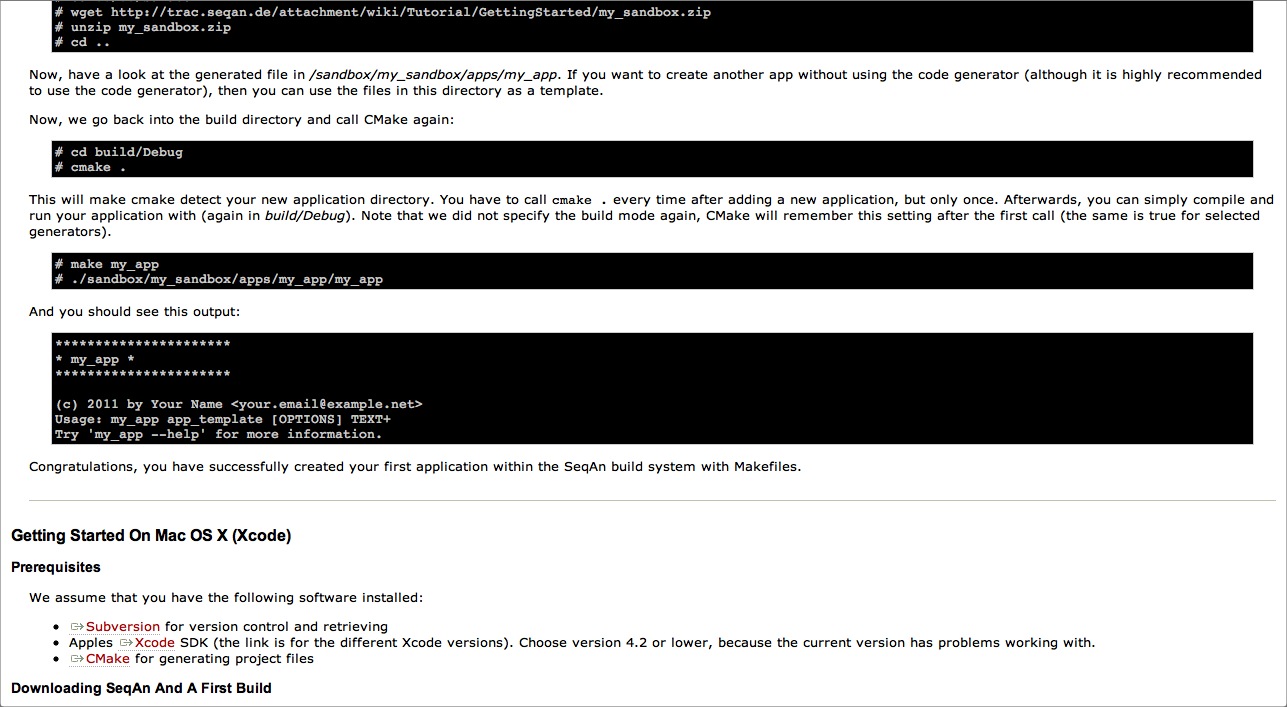 # wget http://trac.seqan.de/attachment/wiki/Tutorial/GettingStarted/my_sandbox.zip
# unzip my_sandbox.zip
# cd ..
Now, have a look at the generated file in /sandbox/my_sandbox/apps/my_app. If you want to create another app without using the code generator (although it is highly recommended
to use the code generator), then you can use the files in this directory as a template.
Now, we go back into the build directory and call CMake again:
# cd build/Debug
# cmake .
This will make cmake detect your new application directory. You have to call cmake . every time after adding a new application, but only once. Afterwards, you can simply compile and
run your application with (again in build/Debug). Note that we did not specify the build mode again, CMake will remember this setting after the first call (the same is true for selected
generators).
# make my_app
# ./sandbox/my_sandbox/apps/my_app/my_app
And you should see this output:
**********************
* my_app *
**********************
(c) 2011 by Your Name <your.email@example.net>
Usage: my_app app_template [OPTIONS] TEXT+
Try 'my_app --help' for more information.
Congratulations, you have successfully created your first application within the SeqAn build system with Makefiles.
Getting Started On Mac OS X (Xcode)
Prerequisites
We assume that you have the following software installed:
• Subversion for version control and retrieving
• Apples Xcode SDK (the link is for the different Xcode versions). Choose version 4.2 or lower, because the current version has problems working with.
• CMake for generating project files
Downloading SeqAn And A First Build